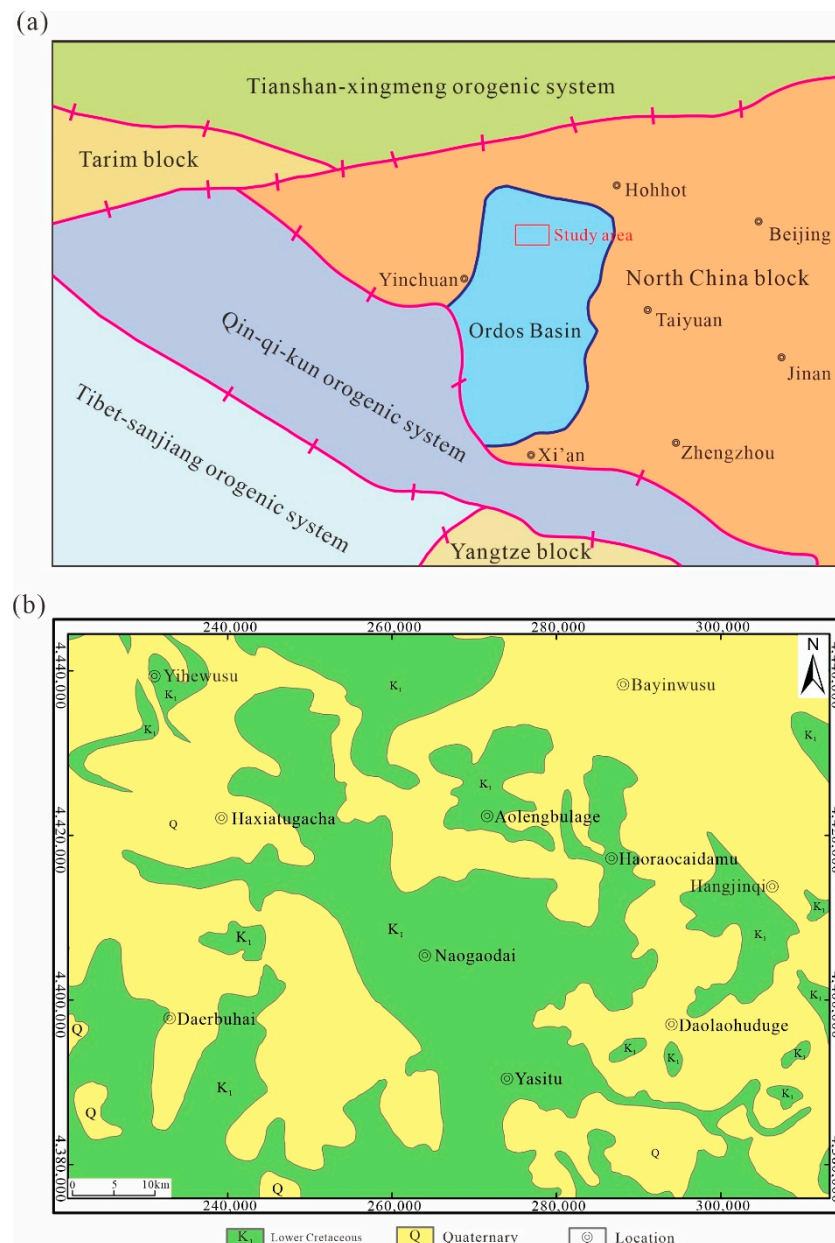 (a)
Tianshan-xingmeng orogenic system
Tarim block
Hohhot
Beijing
Study area
Yinchuan
North China block
Qin-qi-kun orogenic system
Ordos Basin
Taiyuan
Jinan
Tibet-sanjiang orogenic system
Xi'an
Zhengzhou
Yangtze block
(b)
240,000
260,000
280,000
300,000
4,440,000
N
Yihewusu
K₁
K₁
Bayinwusu
K₁
K₁
K₁
4,420,000
Q
Haxiatugacha
Aolengbulage
Haoraocaidamu
Hangjinqi
K₁
K₁
K₁
K₁
Naogaodai
4,400,000
K₁
Daerbuhai
Daolaohuduge
Q
K₁
K₁
K₁
Yasitu
K₁
K₁
Q
Q
4,380,000
Q
0
5
10km
240,000
260,000
280,000
300,000
K₁ Lower Cretaceous
Q Quaternary
Location